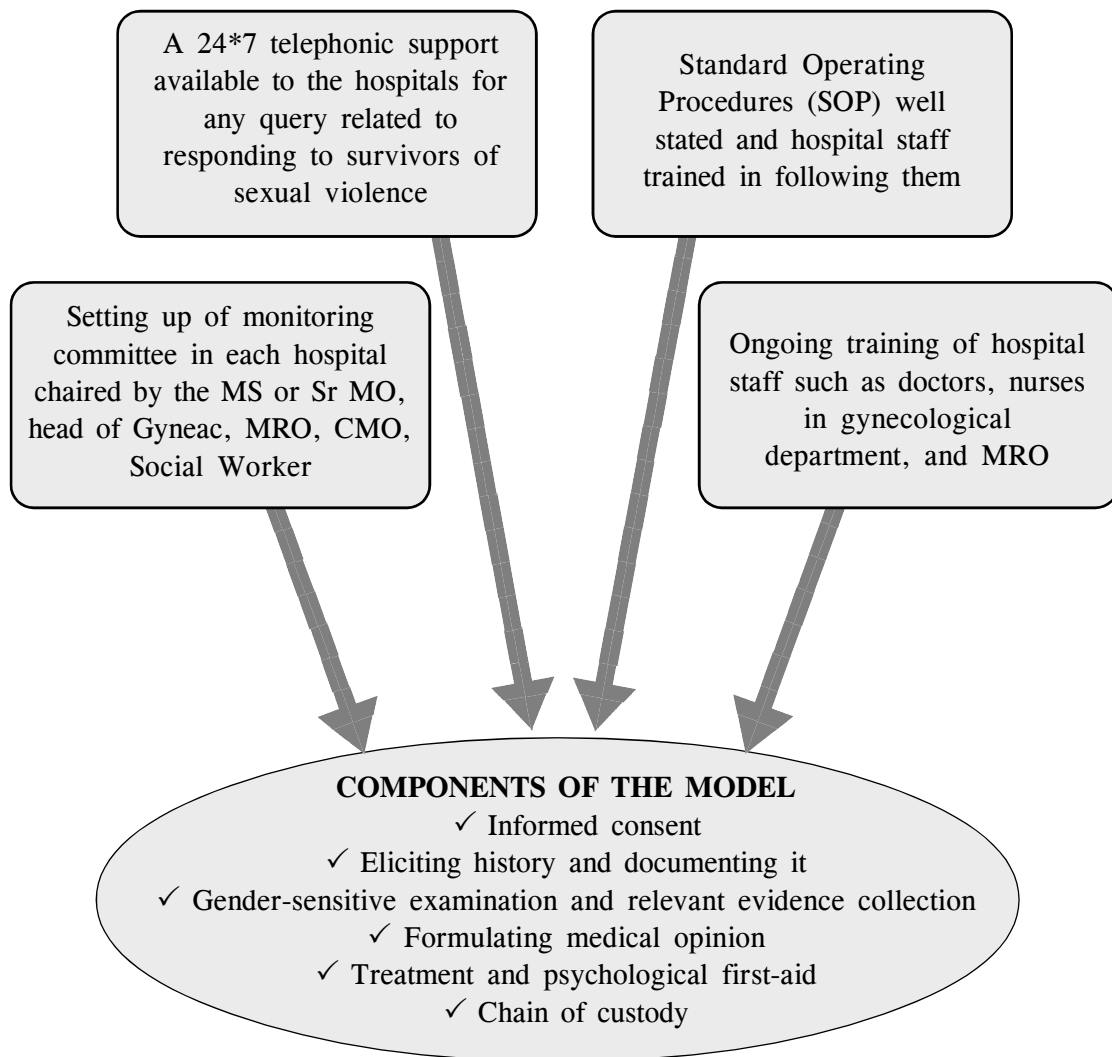 A 24*7 telephonic support
available to the hospitals for
any query related to
responding to survivors of
sexual violence
Standard Operating
Procedures (SOP) well
stated and hospital staff
trained in following them
Setting up of monitoring
committee in each hospital
chaired by the MS or Sr MO,
head of Gyneac, MRO, CMO,
Social Worker
Ongoing training of hospital
staff such as doctors, nurses
in gynecological
department, and MRO
COMPONENTS OF THE MODEL
✓ Informed consent
✓ Eliciting history and documenting it
✓ Gender-sensitive examination and relevant evidence collection
✓ Formulating medical opinion
✓ Treatment and psychological first-aid
✓ Chain of custody